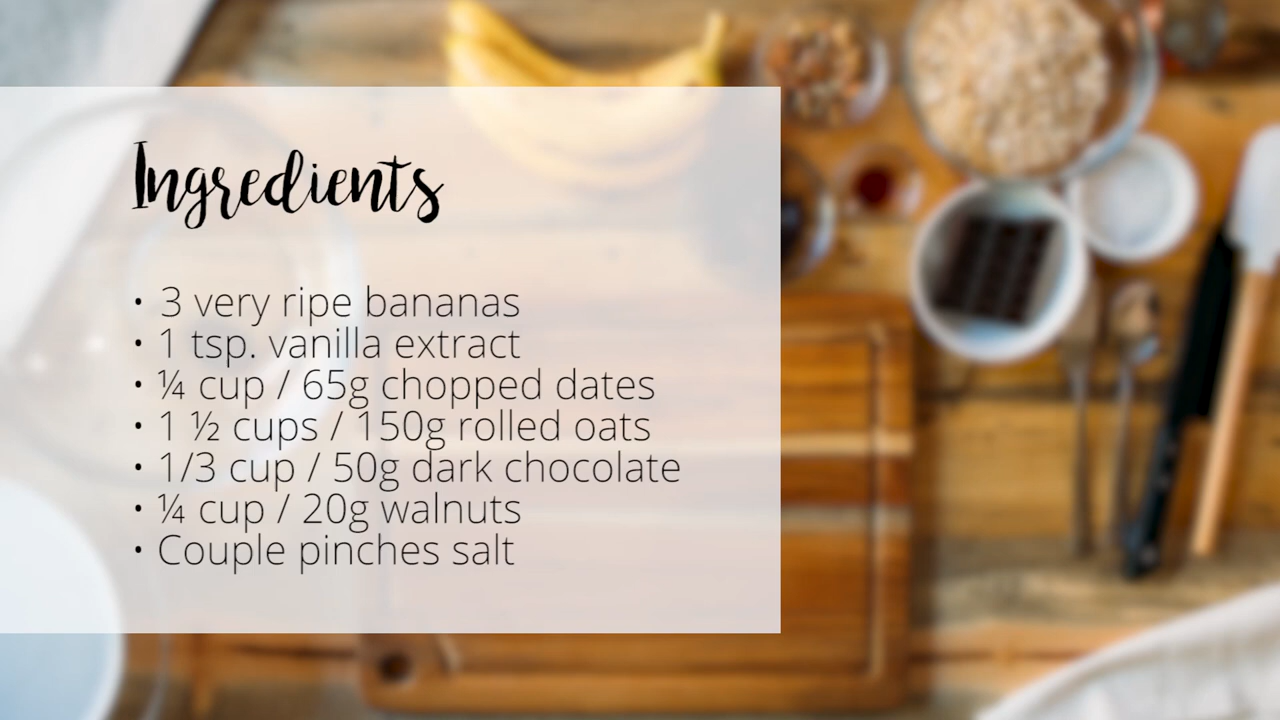 Ingredients
• 3 very ripe bananas
• 1 tsp. vanilla extract
• ¼ cup / 65g chopped dates
• 1 ½ cups / 150g rolled oats
• 1/3 cup / 50g dark chocolate
• ¼ cup / 20g walnuts
• Couple pinches salt